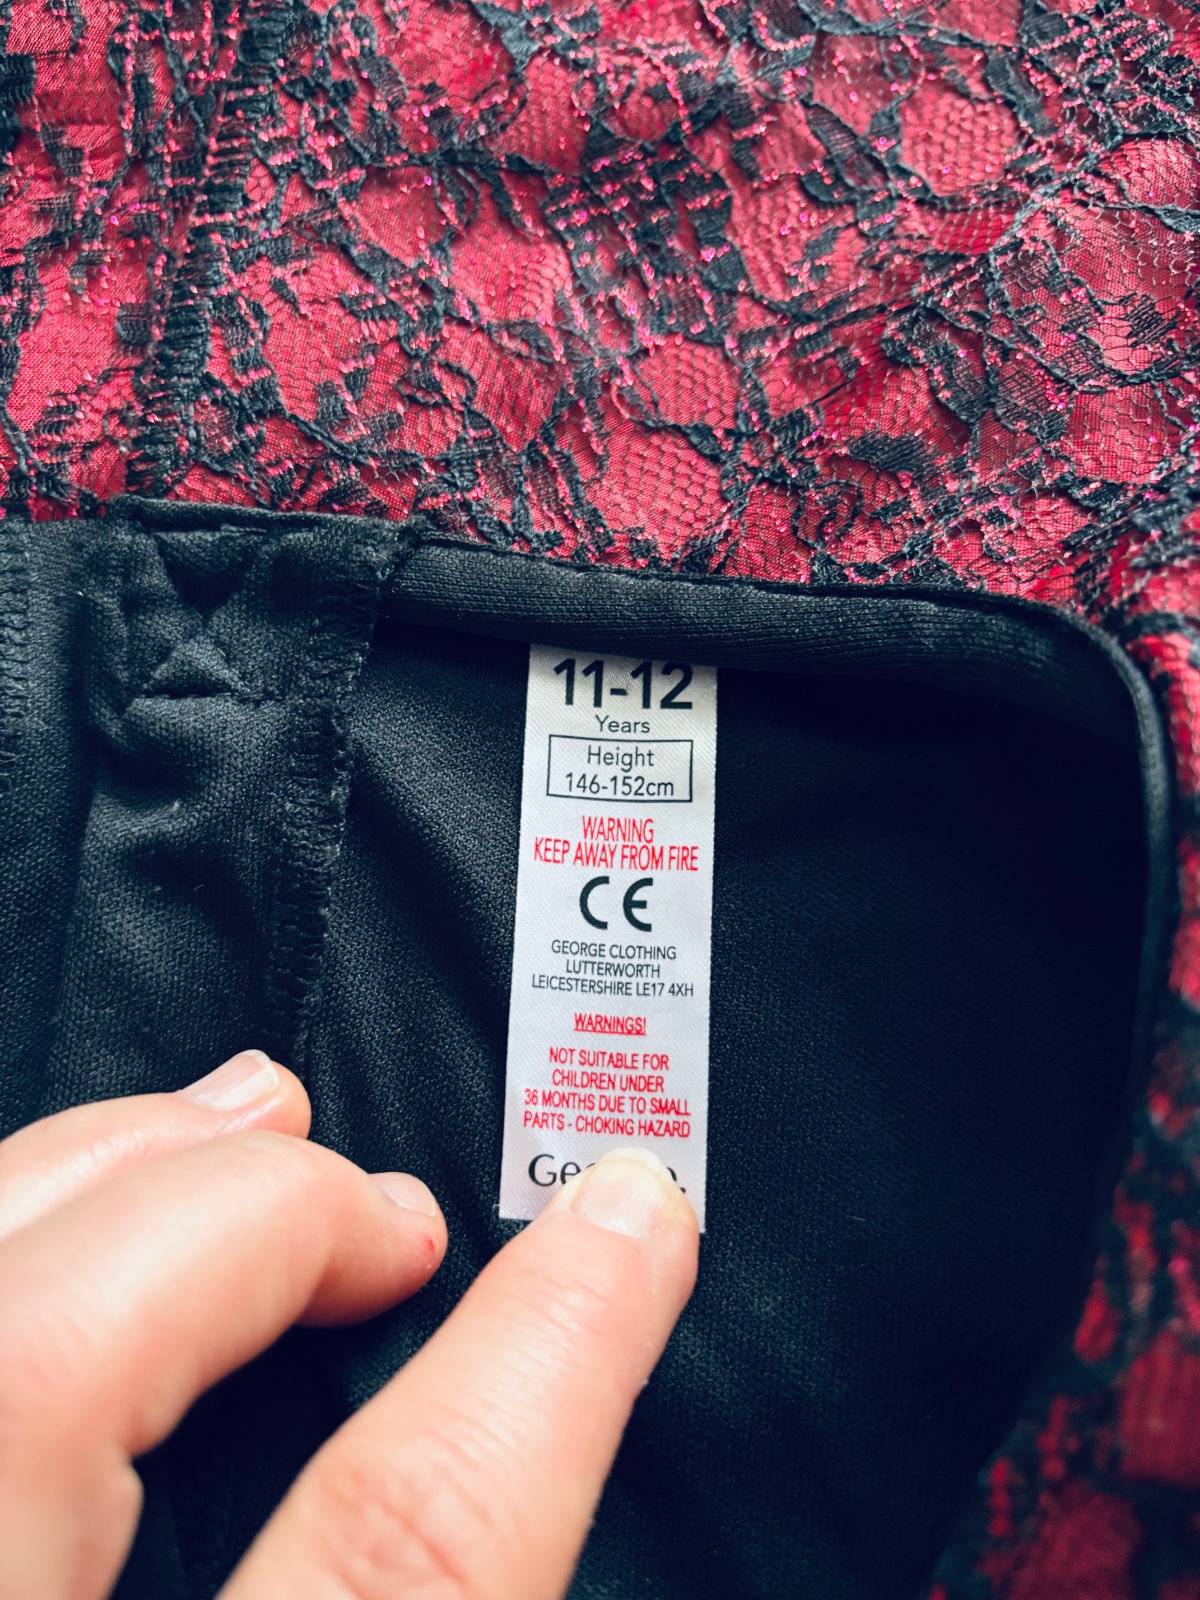 11-12
Years
Height
146-152cm
WARNING
KEEP AWAY FROM FIRE
CE
GEORGE CLOTHING
LUTTERWORTH
LEICESTERSHIRE LE17 4XH
WARNINGS!
NOT SUITABLE FOR
CHILDREN UNDER
36 MONTHS DUE TO SMALL
PARTS - CHOKING HAZARD